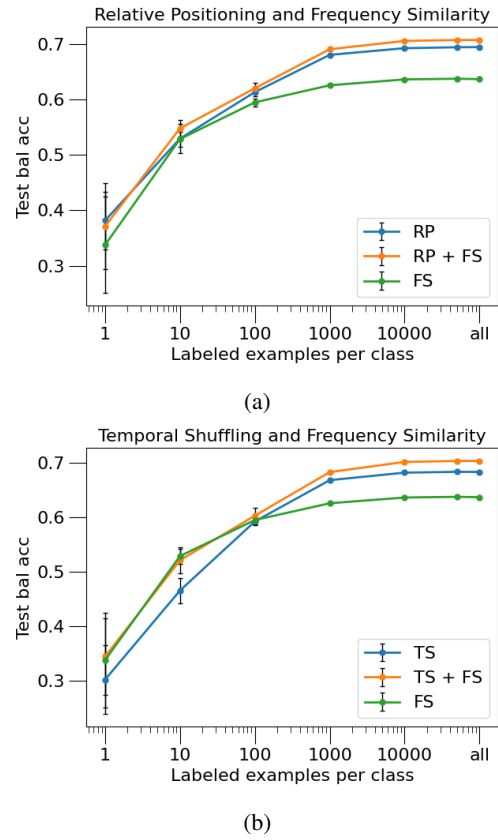 Relative Positioning and Frequency Similarity
0.7
0.6
0.5
0.4
0.3
Test bal acc
RP
RP + FS
FS
1 10 100 1000 10000 all
Labeled examples per class
(a)
Temporal Shuffling and Frequency Similarity
0.7
0.6
0.5
0.4
0.3
Test bal acc
TS
TS + FS
FS
1 10 100 1000 10000 all
Labeled examples per class
(b)